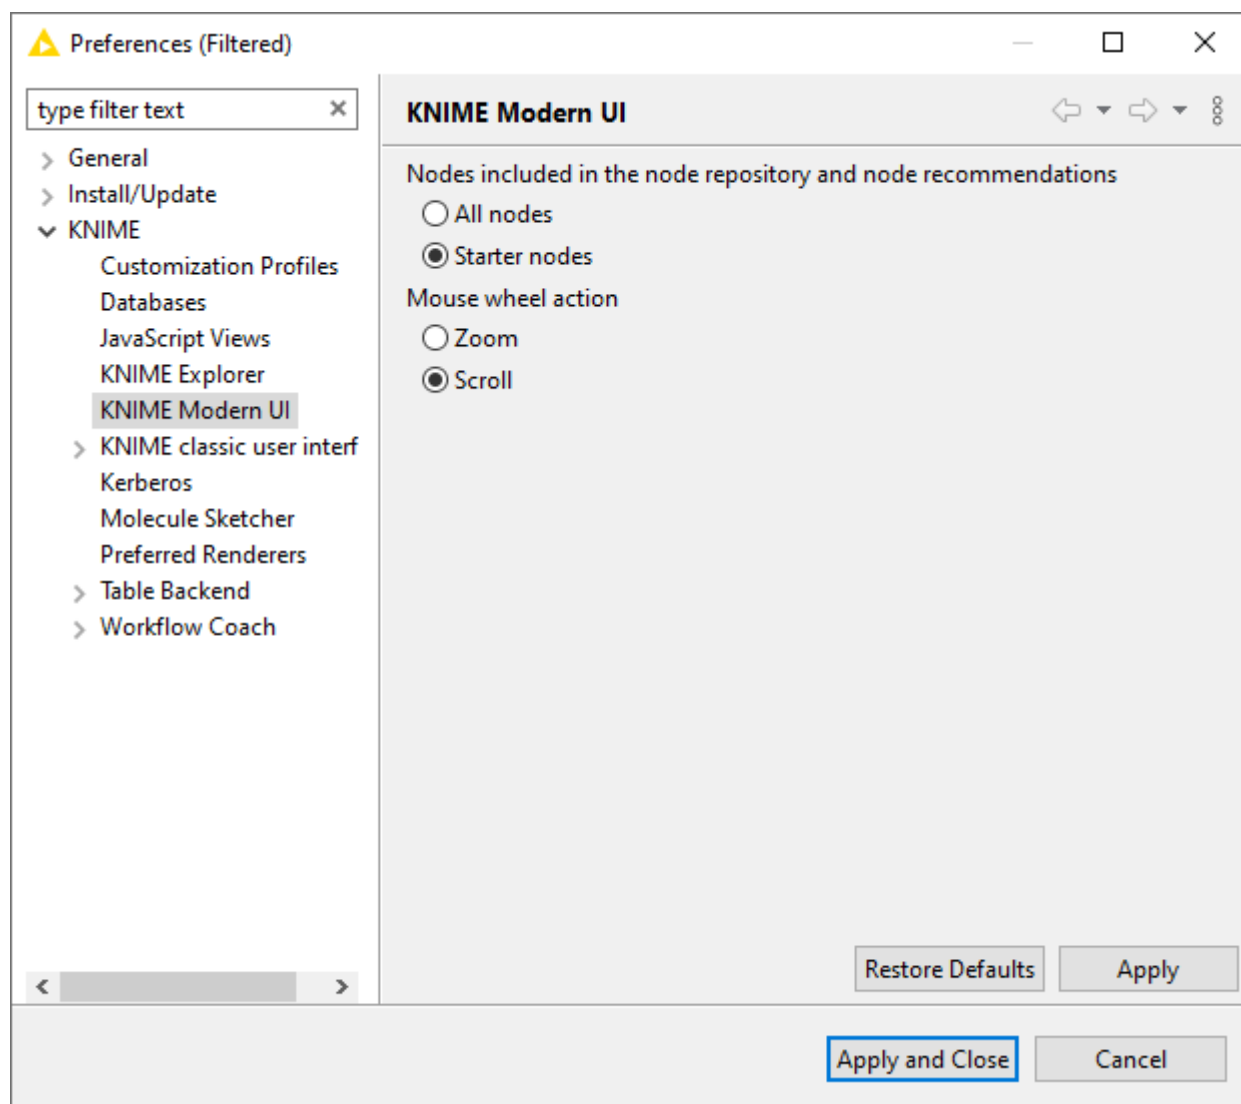 Preferences (Filtered)
type filter text
General
Install/Update
KNIME
Customization Profiles
Databases
JavaScript Views
KNIME Explorer
KNIME Modern UI
KNIME classic user interf
Kerberos
Molecule Sketcher
Preferred Renderers
Table Backend
Workflow Coach
KNIME Modern UI
Nodes included in the node repository and node recommendations
All nodes
Starter nodes
Mouse wheel action
Zoom
Scroll
Restore Defaults Apply
Apply and Close Cancel